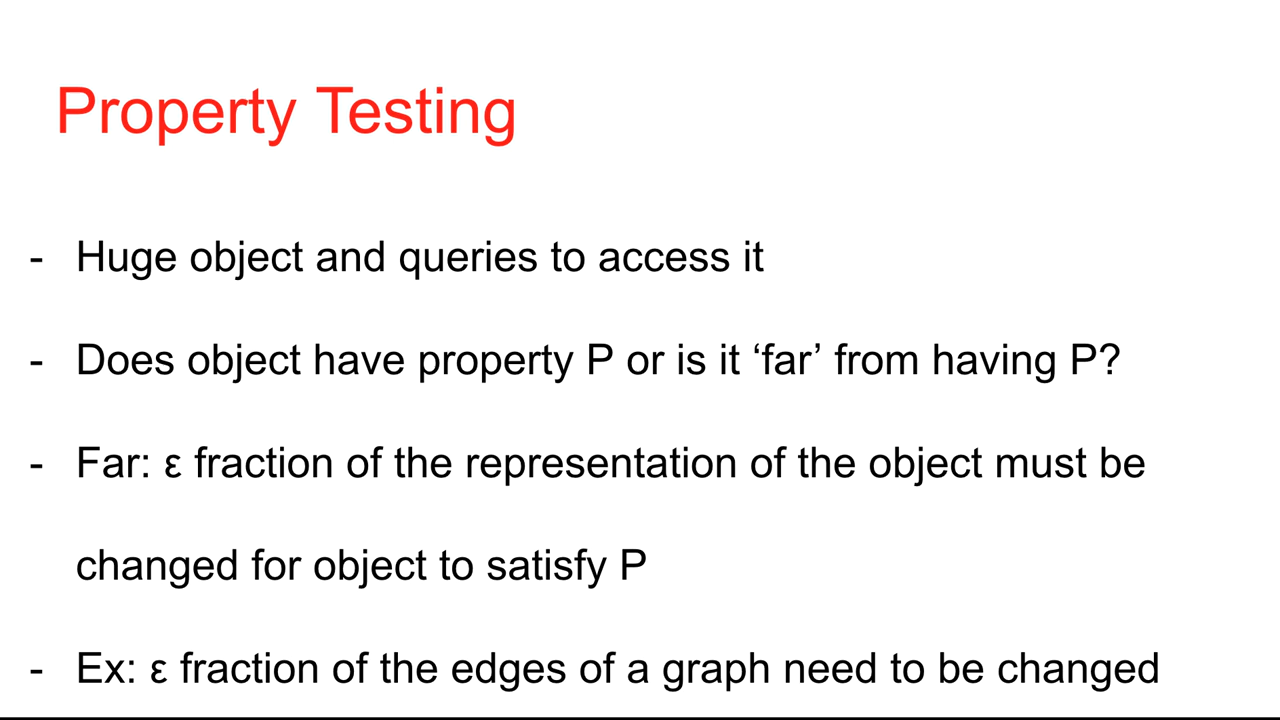 Property Testing
- Huge object and queries to access it
- Does object have property P or is it ‘far’ from having P?
- Far: ε fraction of the representation of the object must be
changed for object to satisfy P
- Ex: ε fraction of the edges of a graph need to be changed